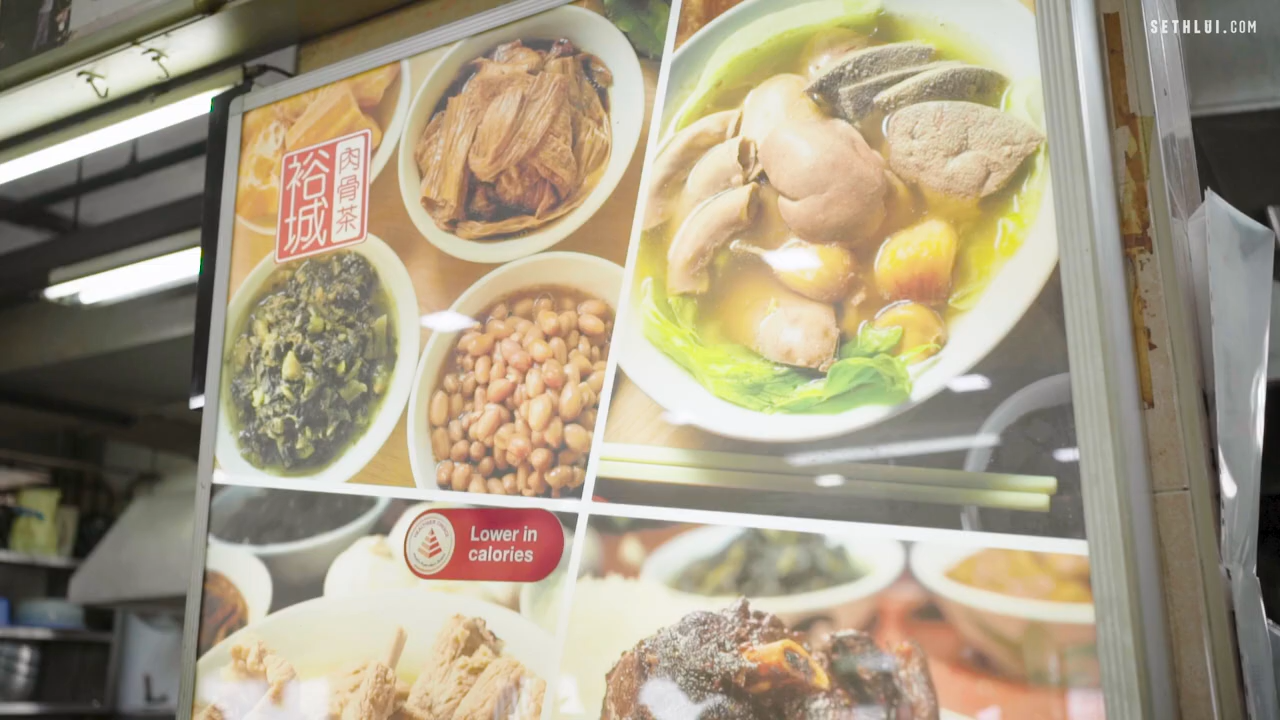 SETHLUI.COM
裕城
肉骨茶
Lower in
calories